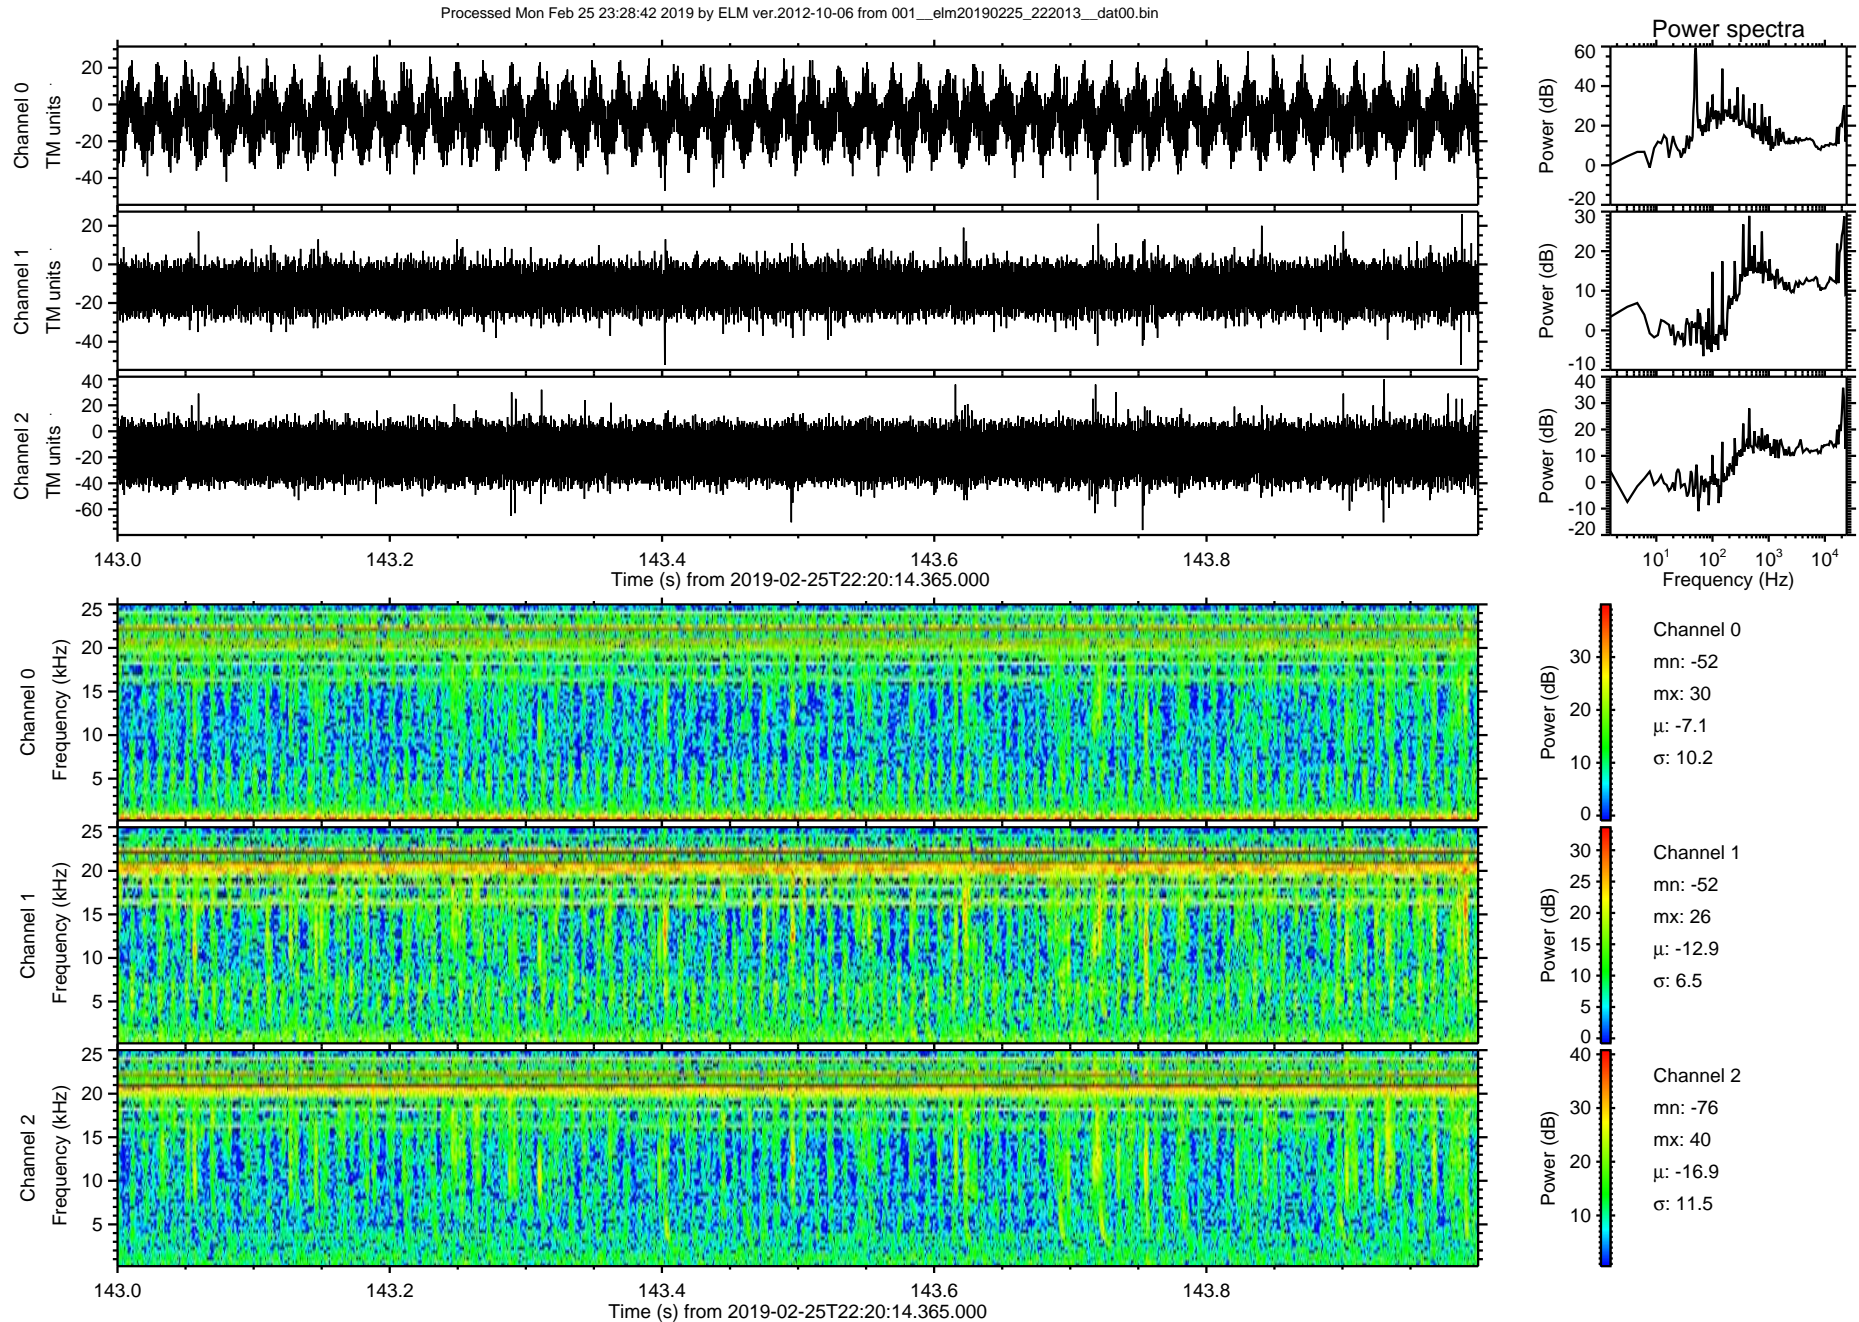 Processed Mon Feb 25 23:28:42 2019 by ELM ver.2012-10-06 from 001__elm20190225_222013__dat00.bin
Power spectra
Channel 0
TM units
20
0
-20
-40
Power (dB)
60
40
20
0
-20
Channel 1
TM units
20
0
-20
-40
Power (dB)
30
20
10
0
-10
Channel 2
TM units
40
20
0
-20
-40
-60
Power (dB)
40
30
20
10
0
-10
-20
143.0 143.2 143.4 143.6 143.8
Time (s) from 2019-02-25T22:20:14.365.000
10^1 10^2 10^3 10^4
Frequency (Hz)
Channel 0
Frequency (kHz)
25
20
15
10
5
Power (dB)
30
20
10
0
Channel 0
mn: -52
mx: 30
μ: -7.1
σ: 10.2
Channel 1
Frequency (kHz)
25
20
15
10
5
Power (dB)
30
25
20
15
10
5
0
Channel 1
mn: -52
mx: 26
μ: -12.9
σ: 6.5
Channel 2
Frequency (kHz)
25
20
15
10
5
Power (dB)
40
30
20
10
Channel 2
mn: -76
mx: 40
μ: -16.9
σ: 11.5
143.0 143.2 143.4 143.6 143.8
Time (s) from 2019-02-25T22:20:14.365.000